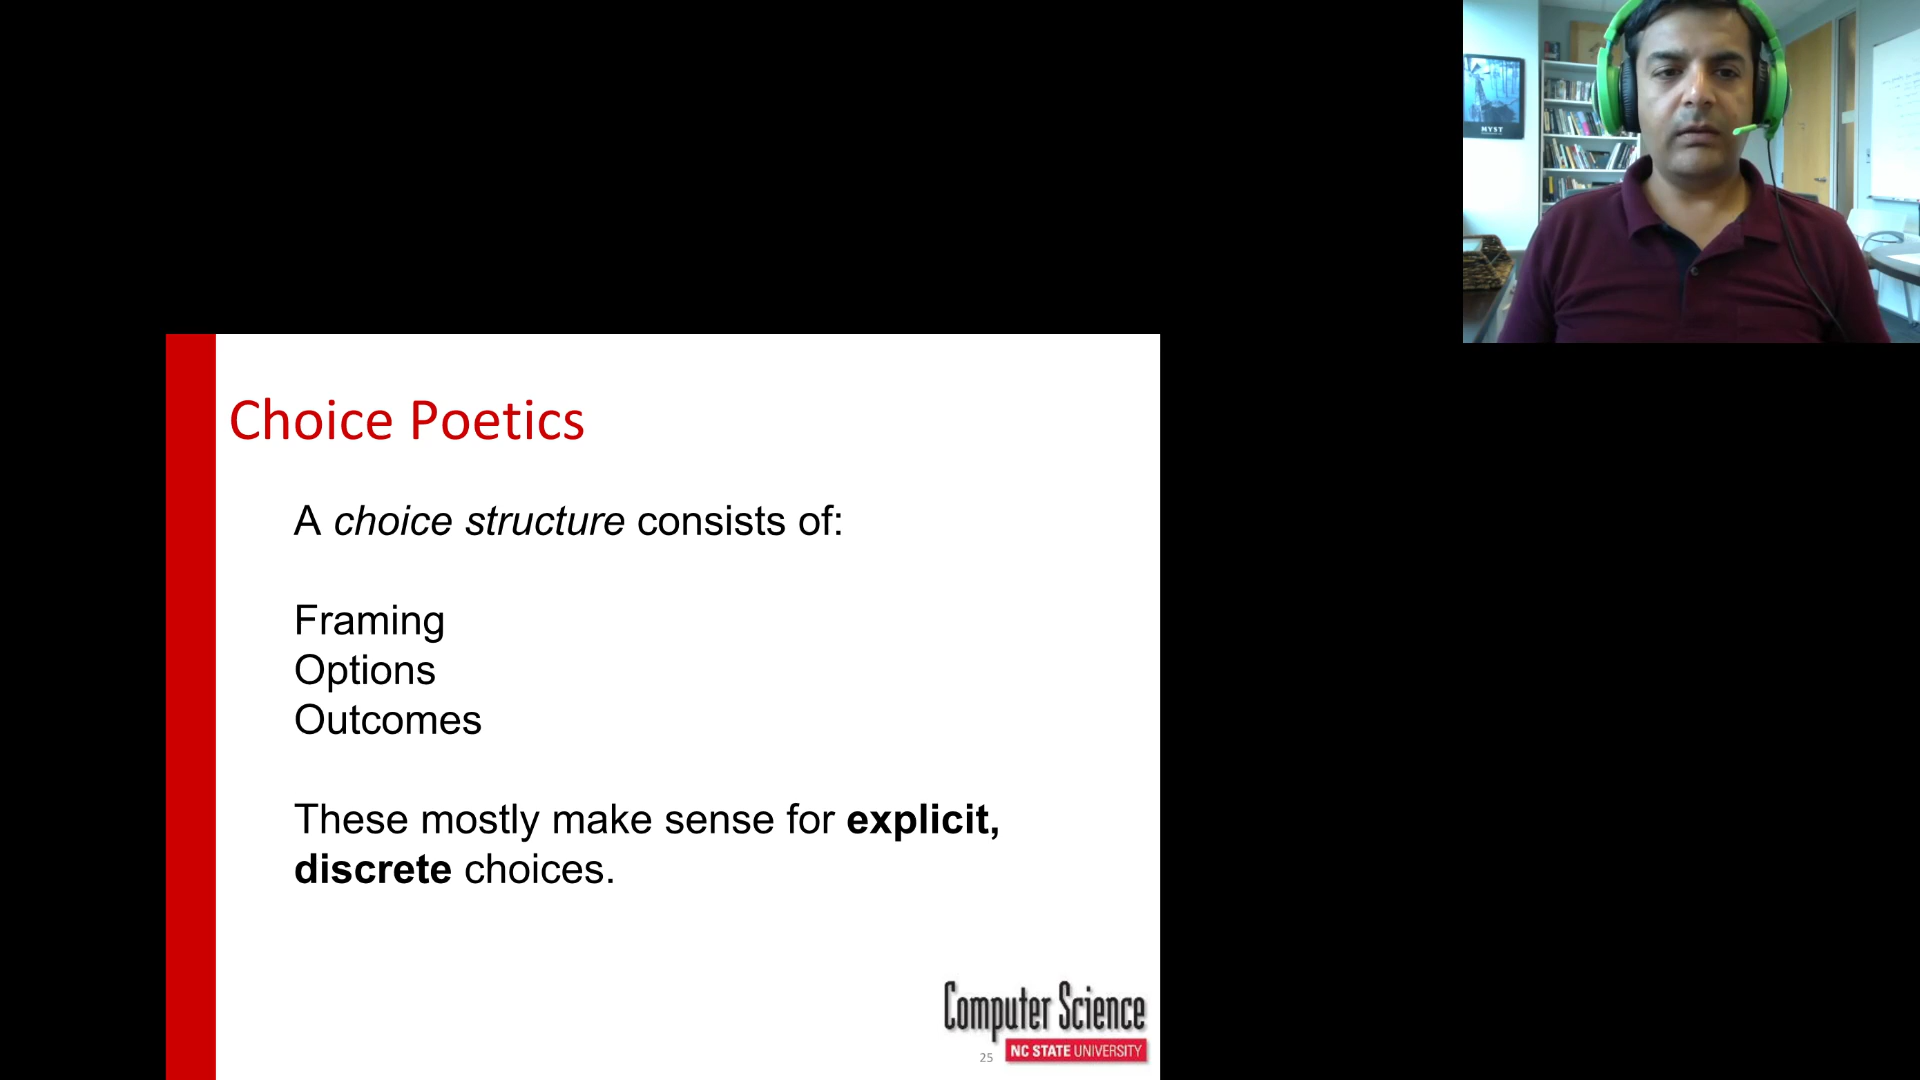 MYST
Choice Poetics
A choice structure consists of:
Framing
Options
Outcomes
These mostly make sense for explicit,
discrete choices.
Computer Science
25
NC STATE UNIVERSITY